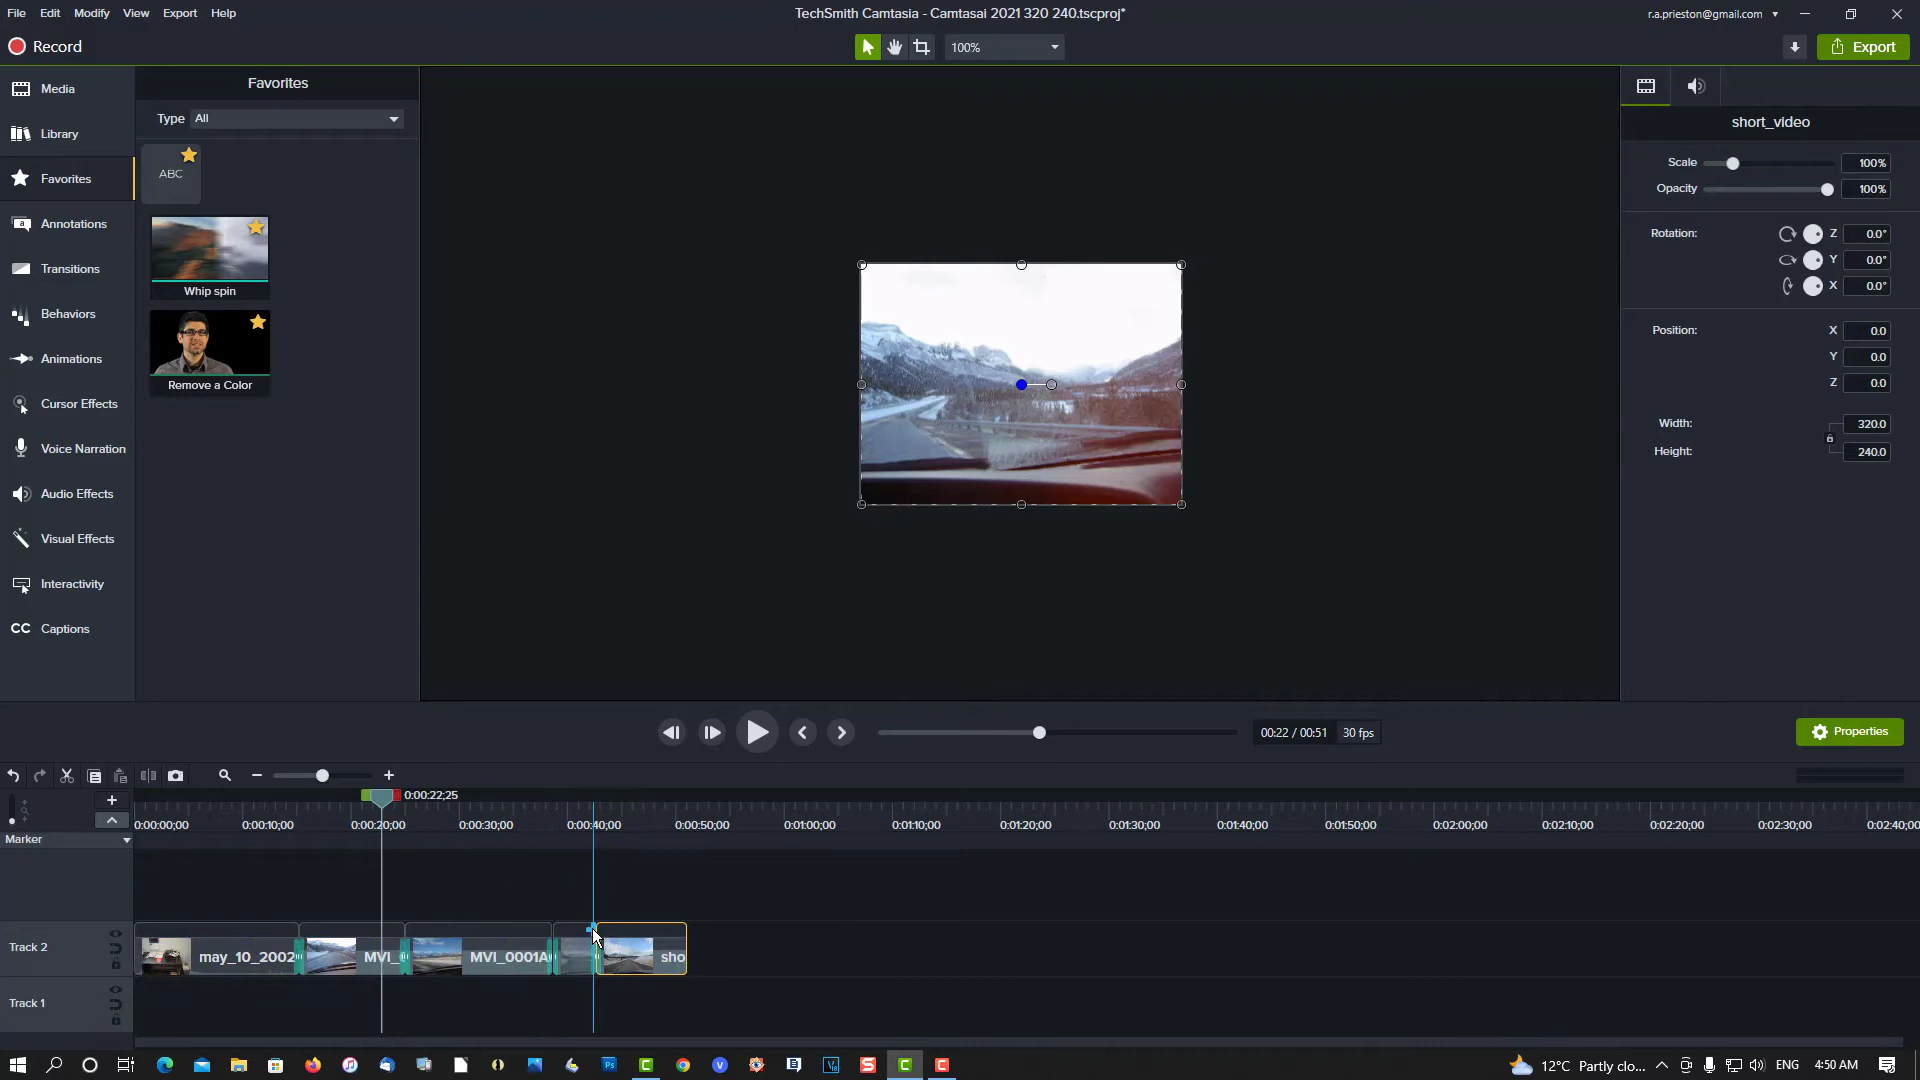 File Edit Modify View Export Help
TechSmith Camtasia - Camtasai 2021 320 240.tscproj*
r.a.prieston@gmail.com
Record
100%
Export
Media
Library
Favorites
Annotations
Transitions
Behaviors
Animations
Cursor Effects
Voice Narration
Audio Effects
Visual Effects
Interactivity
CC Captions
Favorites
Type All
ABC
Whip spin
Remove a Color
short_video
Scale 100%
Opacity 100%
Rotation: Z 0.0°
Y 0.0°
X 0.0°
Position: X 0.0
Y 0.0
Z 0.0
Width: 320.0
Height: 240.0
00:22 / 00:51 30 fps
Properties
0:00:22;25
0:00:00;00 0:00:10;00 0:00:20;00 0:00:30;00 0:00:40;00 0:00:50;00 0:01:00;00 0:01:10;00 0:01:20;00 0:01:30;00 0:01:40;00 0:01:50;00 0:02:00;00 0:02:10;00 0:02:20;00 0:02:30;00 0:02:40;00
Marker
Track 2
may_10_2002 MVI_ MVI_0001A sho
Track 1
12°C Partly clo... ENG 4:50 AM